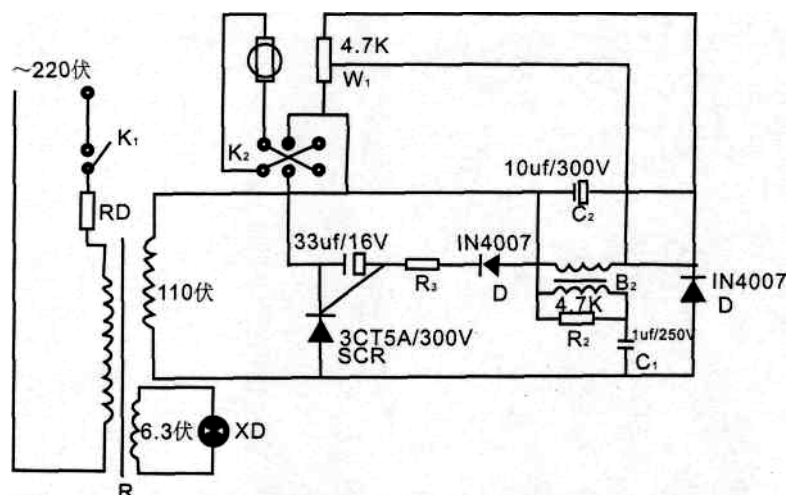 ~220伏
K1
RD
110伏
6.3伏
XD
R
K2
4.7K
W1
10uf/300V
C2
33uf/16V
R3
IN4007
D
B2
4.7K
R2
1uf/250V
C1
IN4007
D
3CT5A/300V
SCR